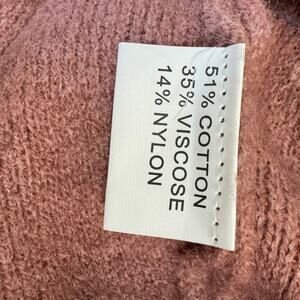 51% COTTON
35% VISCOSE
14% NYLON